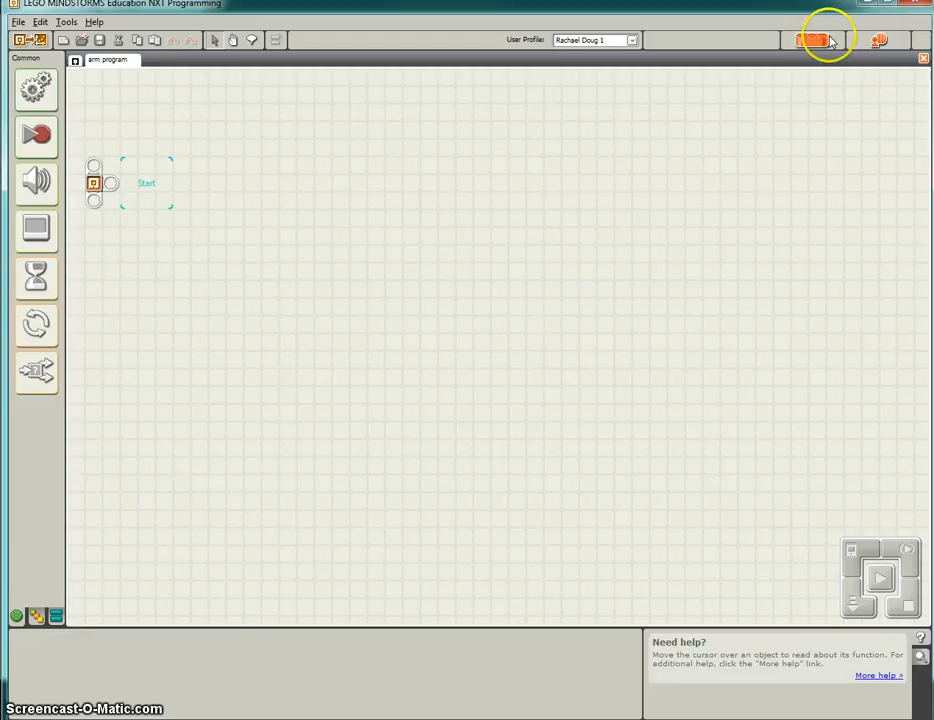 LEGO MINDSTORMS Education NXT Programming
File Edit Tools Help
User Profile: Rachael Doug 1
Common
arm program
Start
Need help?
Move the cursor over an object to read about its function. For
additional help, click the "More help" link.
More help »
Screencast-O-Matic.com